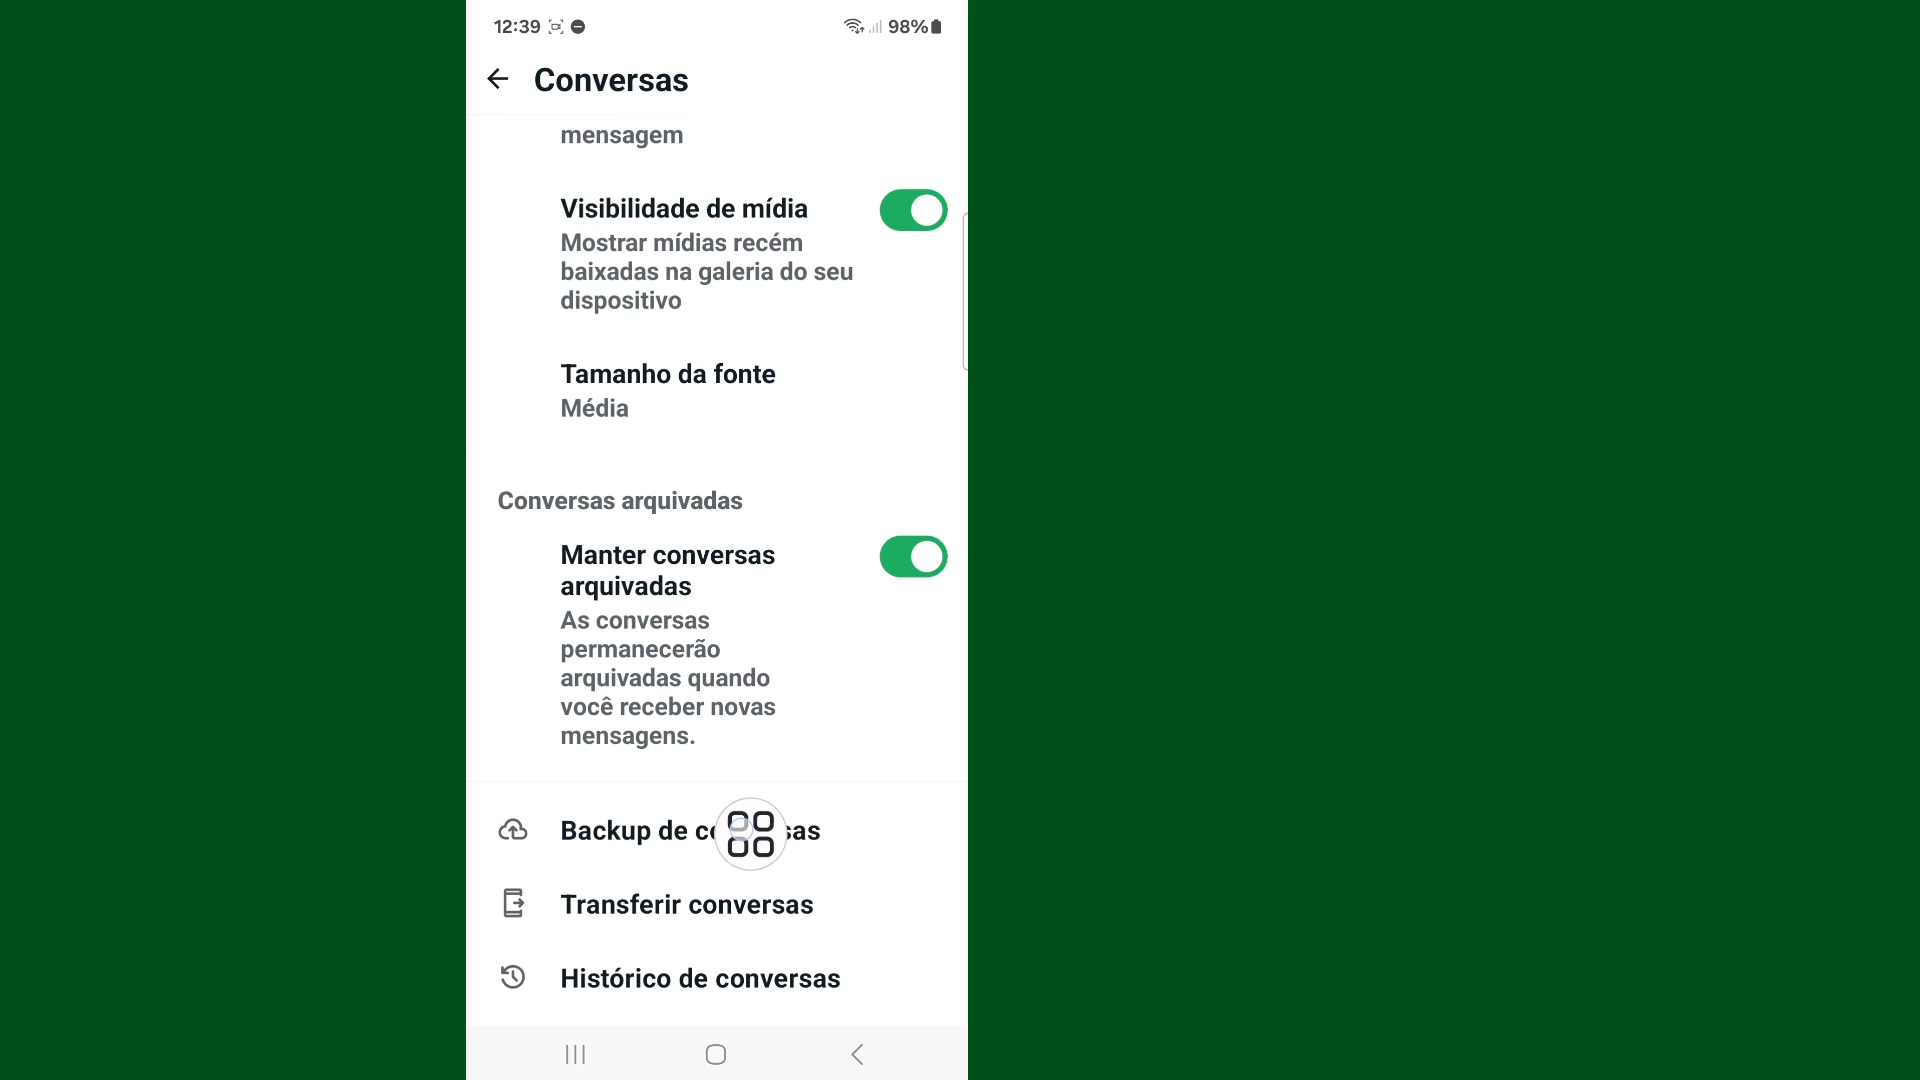 12:39
98%
Conversas
mensagem
Visibilidade de mídia
Mostrar mídias recém
baixadas na galeria do seu
dispositivo
Tamanho da fonte
Média
Conversas arquivadas
Manter conversas
arquivadas
As conversas
permanecerão
arquivadas quando
você receber novas
mensagens.
Backup de
Transferir conversas
Histórico de conversas